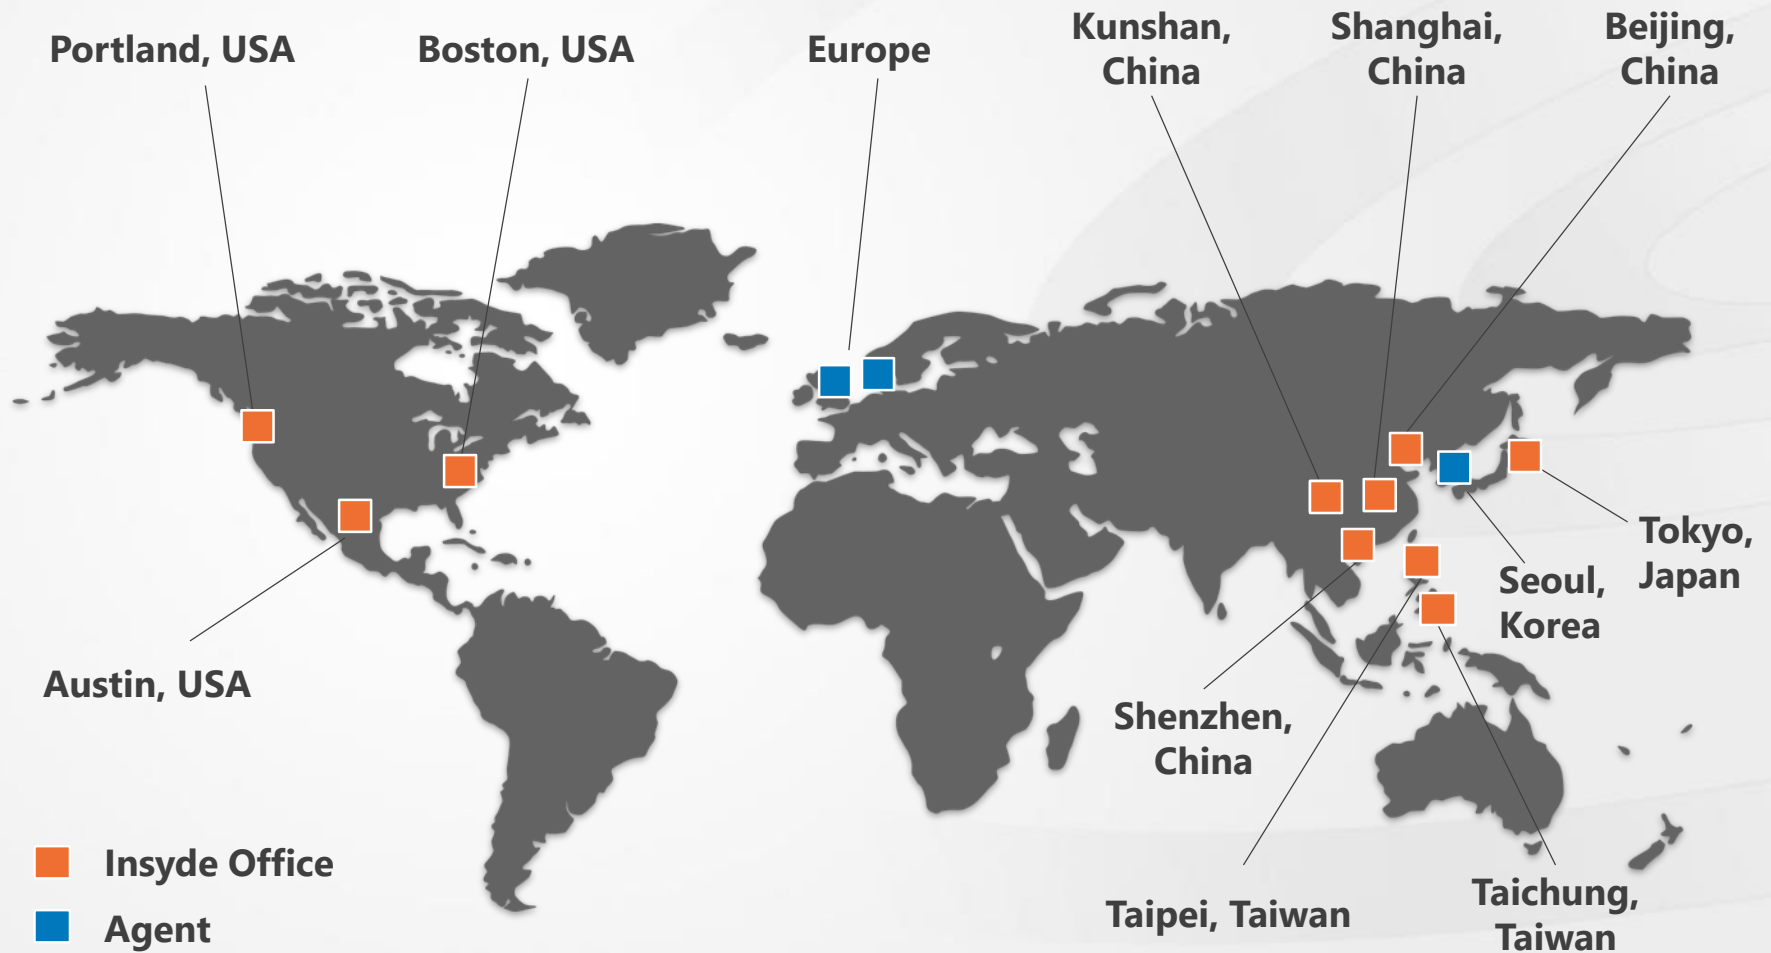 Portland, USA
Boston, USA
Europe
Kunshan,
China
Shanghai,
China
Beijing,
China
Tokyo,
Japan
Seoul,
Korea
Austin, USA
Shenzhen,
China
Taipei, Taiwan
Taichung,
Taiwan
Insyde Office
Agent